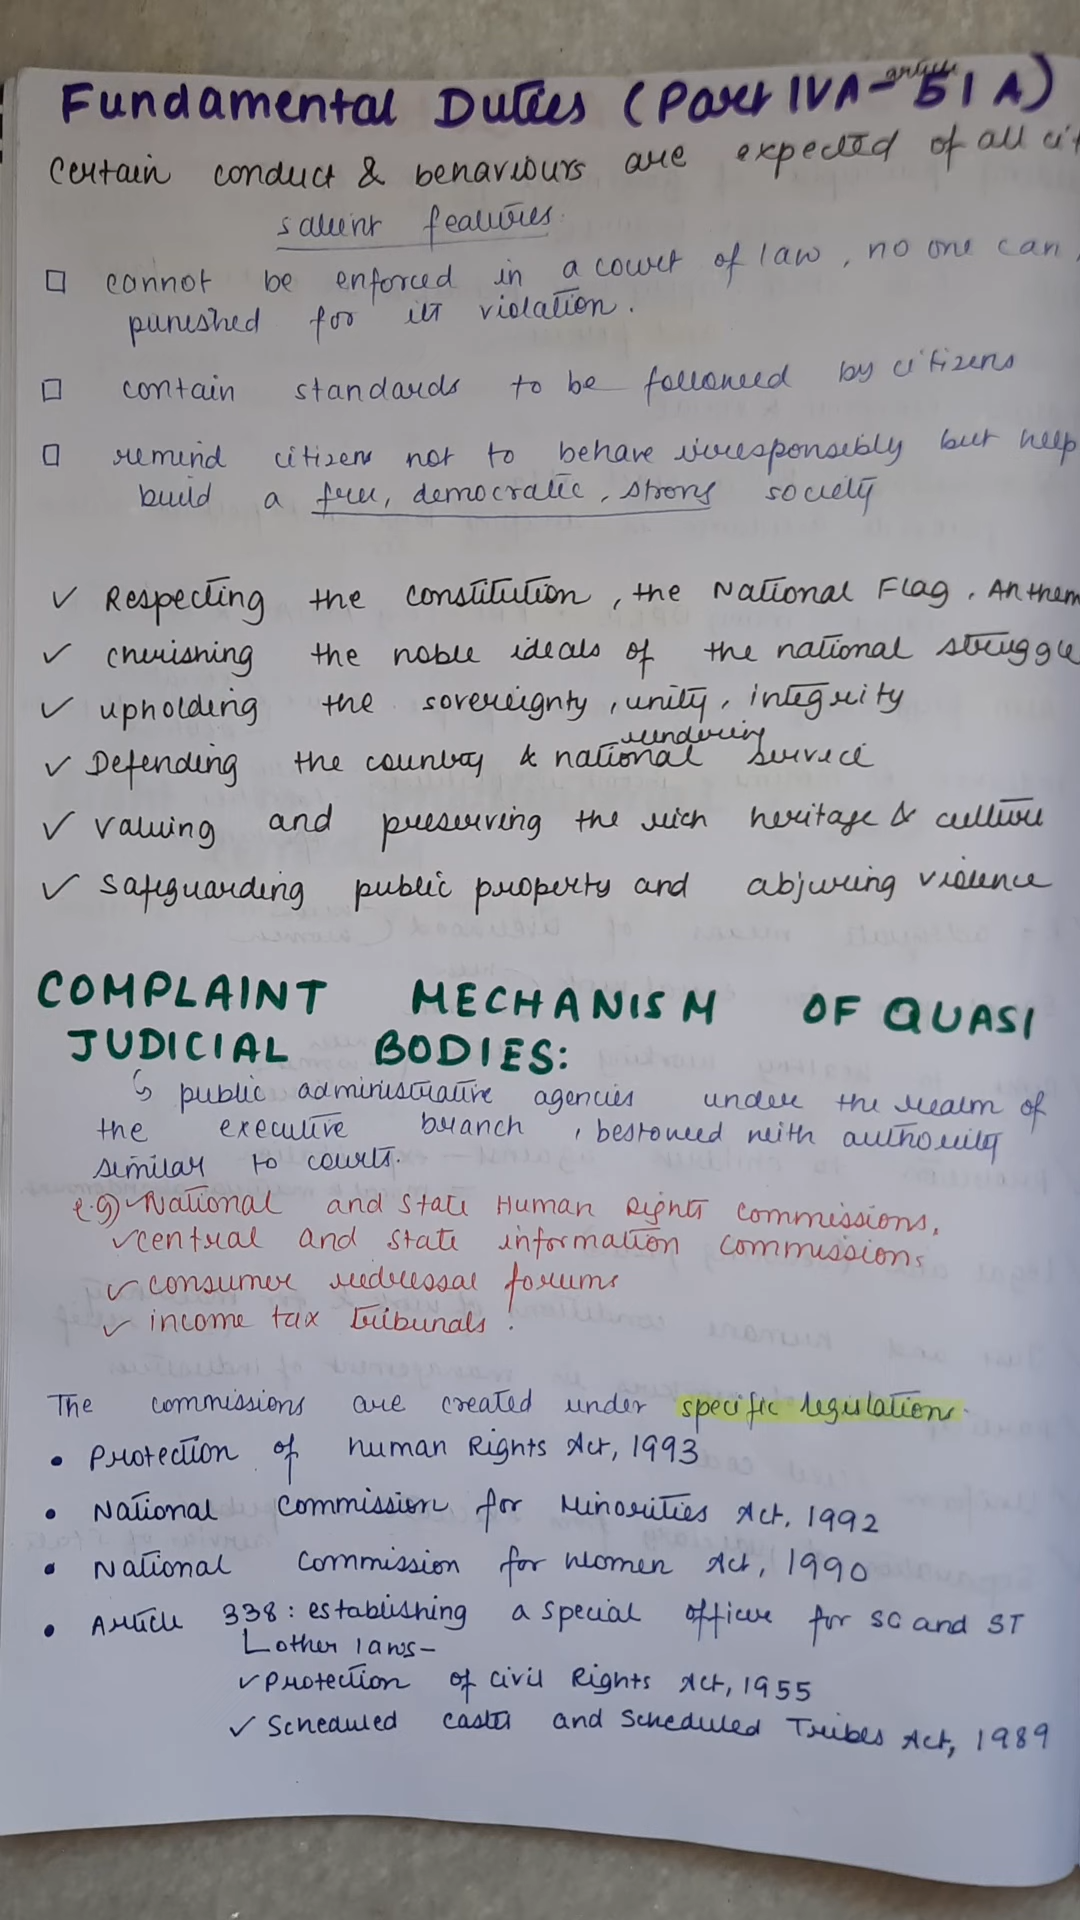 Fundamental Duties (Part IVA - article 51 A)
Certain conduct & behaviours are expected of all cit
salient features.
cannot be enforced in a court of law, no one can
punished for its violation.
contain standards to be followed by citizens
remind citizens not to behave irresponsibly but help
build a free, democratic, strong society
✓ Respecting the constitution, the National Flag, Anthem
✓ cherishing the noble ideals of the national struggle
✓ upholding the sovereignty, unity, integrity
✓ Defending the country & rendering national service
✓ valuing and preserving the rich heritage & culture
✓ safeguarding public property and abjuring violence
COMPLAINT MECHANISM OF QUASI
JUDICIAL BODIES:
↳ public administrative agencies under the realm of
the executive branch, bestowed with authority
similar to courts.
e.g) ✓ National and State Human Rights commissions,
✓ central and state information commissions
✓ consumer redressal forums
✓ income tax tribunals.
The commissions are created under specific legislations.
• Protection of human Rights Act, 1993
• National commission for Minorities Act, 1992
• National commission for women Act, 1990
• Article 338: establishing a special officer for SC and ST
other laws-
✓ Protection of civil Rights Act, 1955
✓ Scheduled castes and Scheduled Tribes Act, 1989